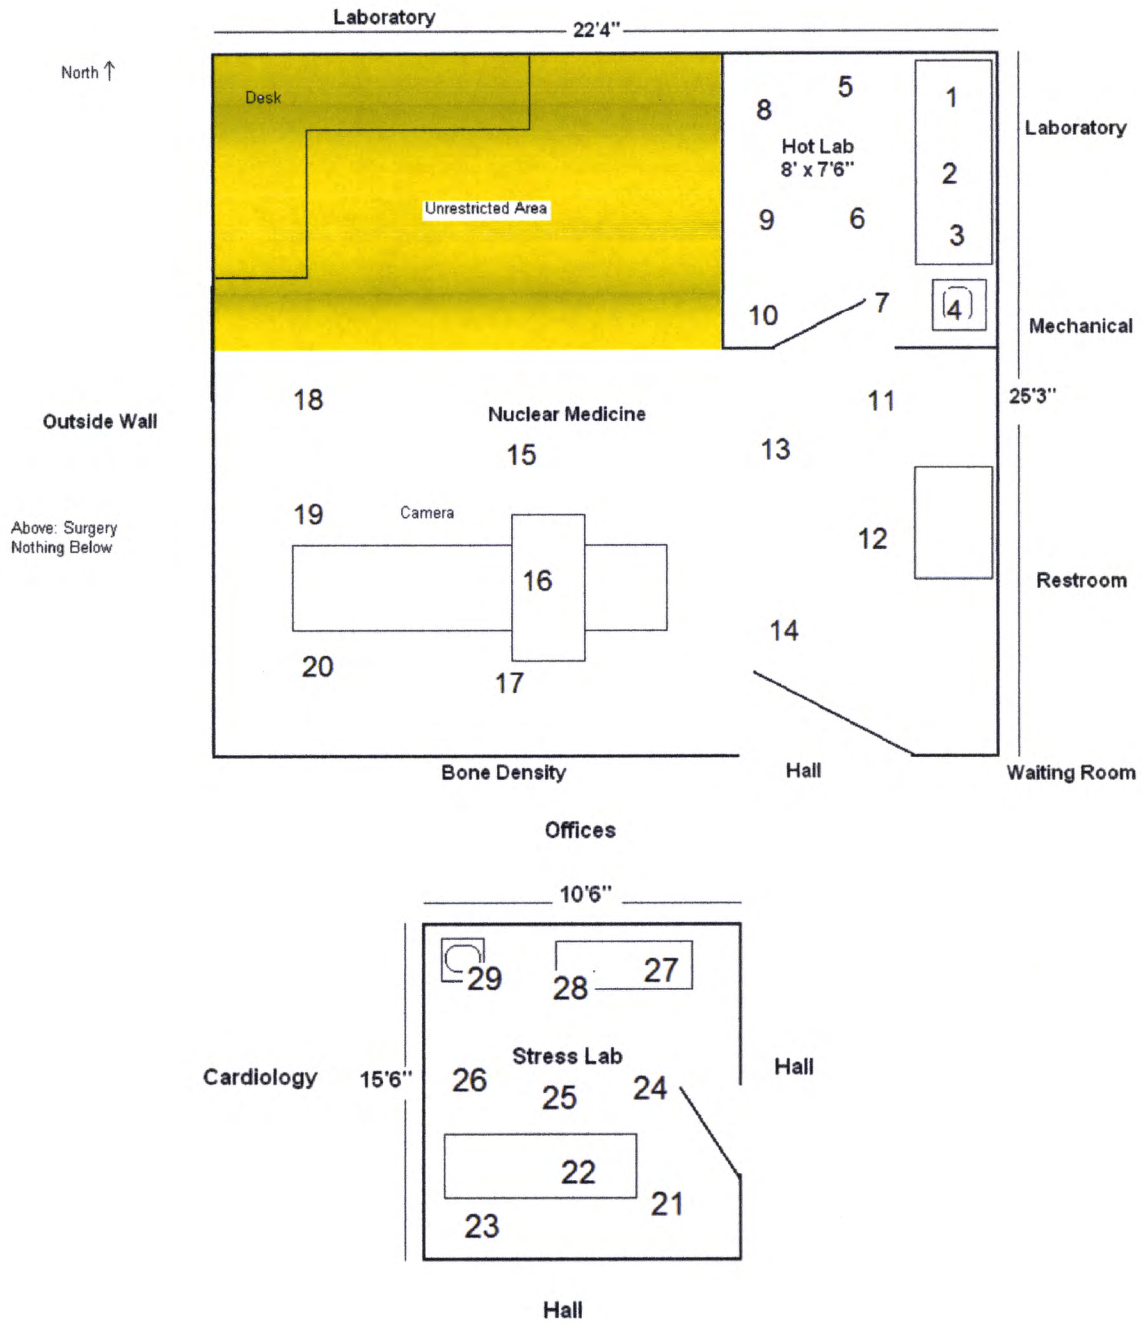 Laboratory
22'4"
North ↑
Desk
5
1
8
Laboratory
Hot Lab
8' x 7'6"
2
Unrestricted Area
9
6
3
7
4
10
Mechanical
18
11
25'3"
Outside Wall
Nuclear Medicine
13
15
19
Camera
Above: Surgery
Nothing Below
12
16
Restroom
14
20
17
Bone Density
Hall
Waiting Room
Offices
10'6"
29
28
27
Stress Lab
Cardiology
15'6"
26
25
24
Hall
22
21
23
Hall